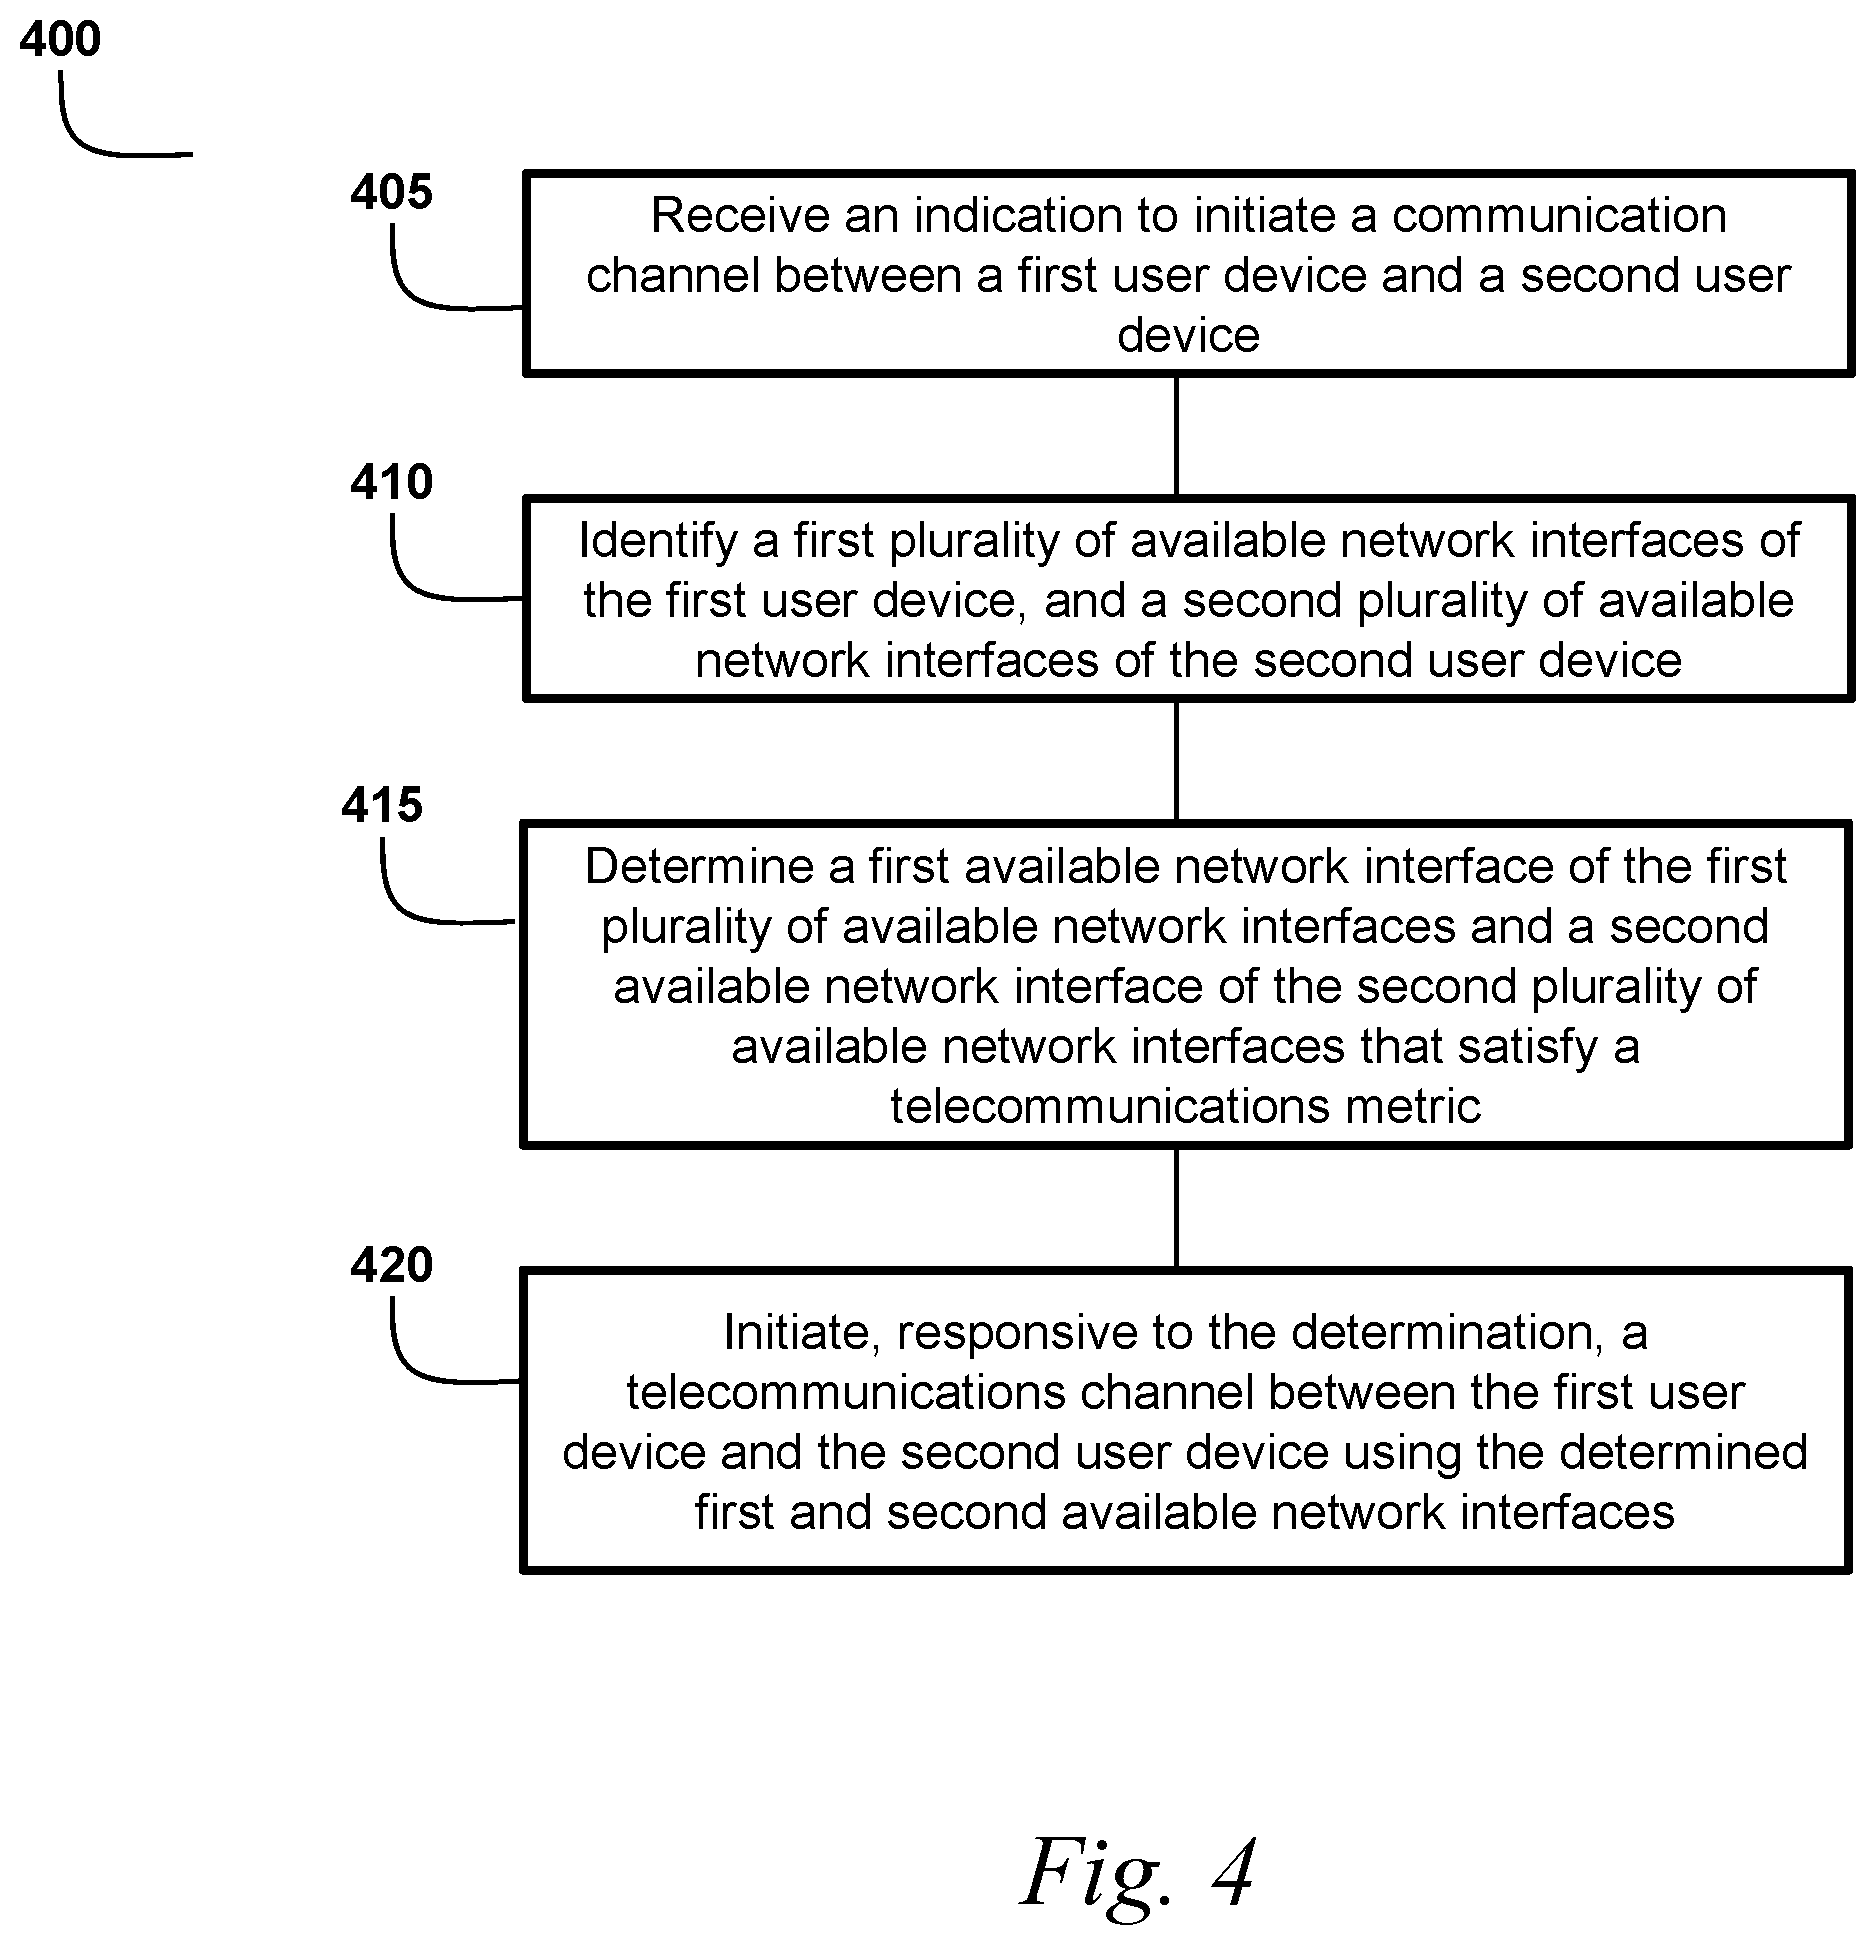 400
405
Receive an indication to initiate a communication
channel between a first user device and a second user
device
410
Identify a first plurality of available network interfaces of
the first user device, and a second plurality of available
network interfaces of the second user device
415
Determine a first available network interface of the first
plurality of available network interfaces and a second
available network interface of the second plurality of
available network interfaces that satisfy a
telecommunications metric
420
Initiate, responsive to the determination, a
telecommunications channel between the first user
device and the second user device using the determined
first and second available network interfaces
Fig. 4